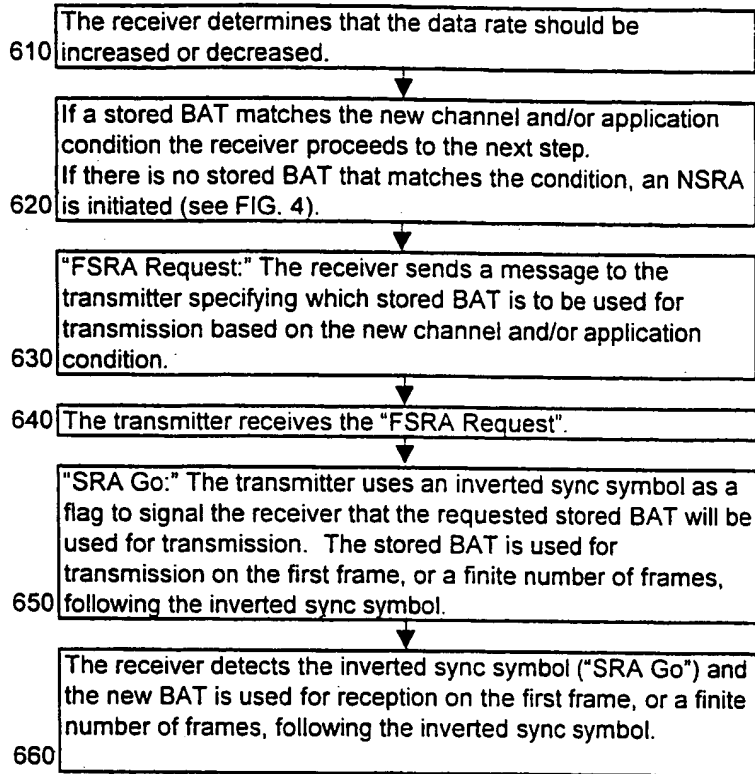 The receiver determines that the data rate should be
610 increased or decreased.
If a stored BAT matches the new channel and/or application
condition the receiver proceeds to the next step.
If there is no stored BAT that matches the condition, an NSRA
620 is initiated (see FIG. 4).
"FSRA Request:" The receiver sends a message to the
transmitter specifying which stored BAT is to be used for
transmission based on the new channel and/or application
630 condition.
640 The transmitter receives the "FSRA Request".
"SRA Go:" The transmitter uses an inverted sync symbol as a
flag to signal the receiver that the requested stored BAT will be
used for transmission. The stored BAT is used for
transmission on the first frame, or a finite number of frames,
650 following the inverted sync symbol.
The receiver detects the inverted sync symbol ("SRA Go") and
the new BAT is used for reception on the first frame, or a finite
number of frames, following the inverted sync symbol.
660